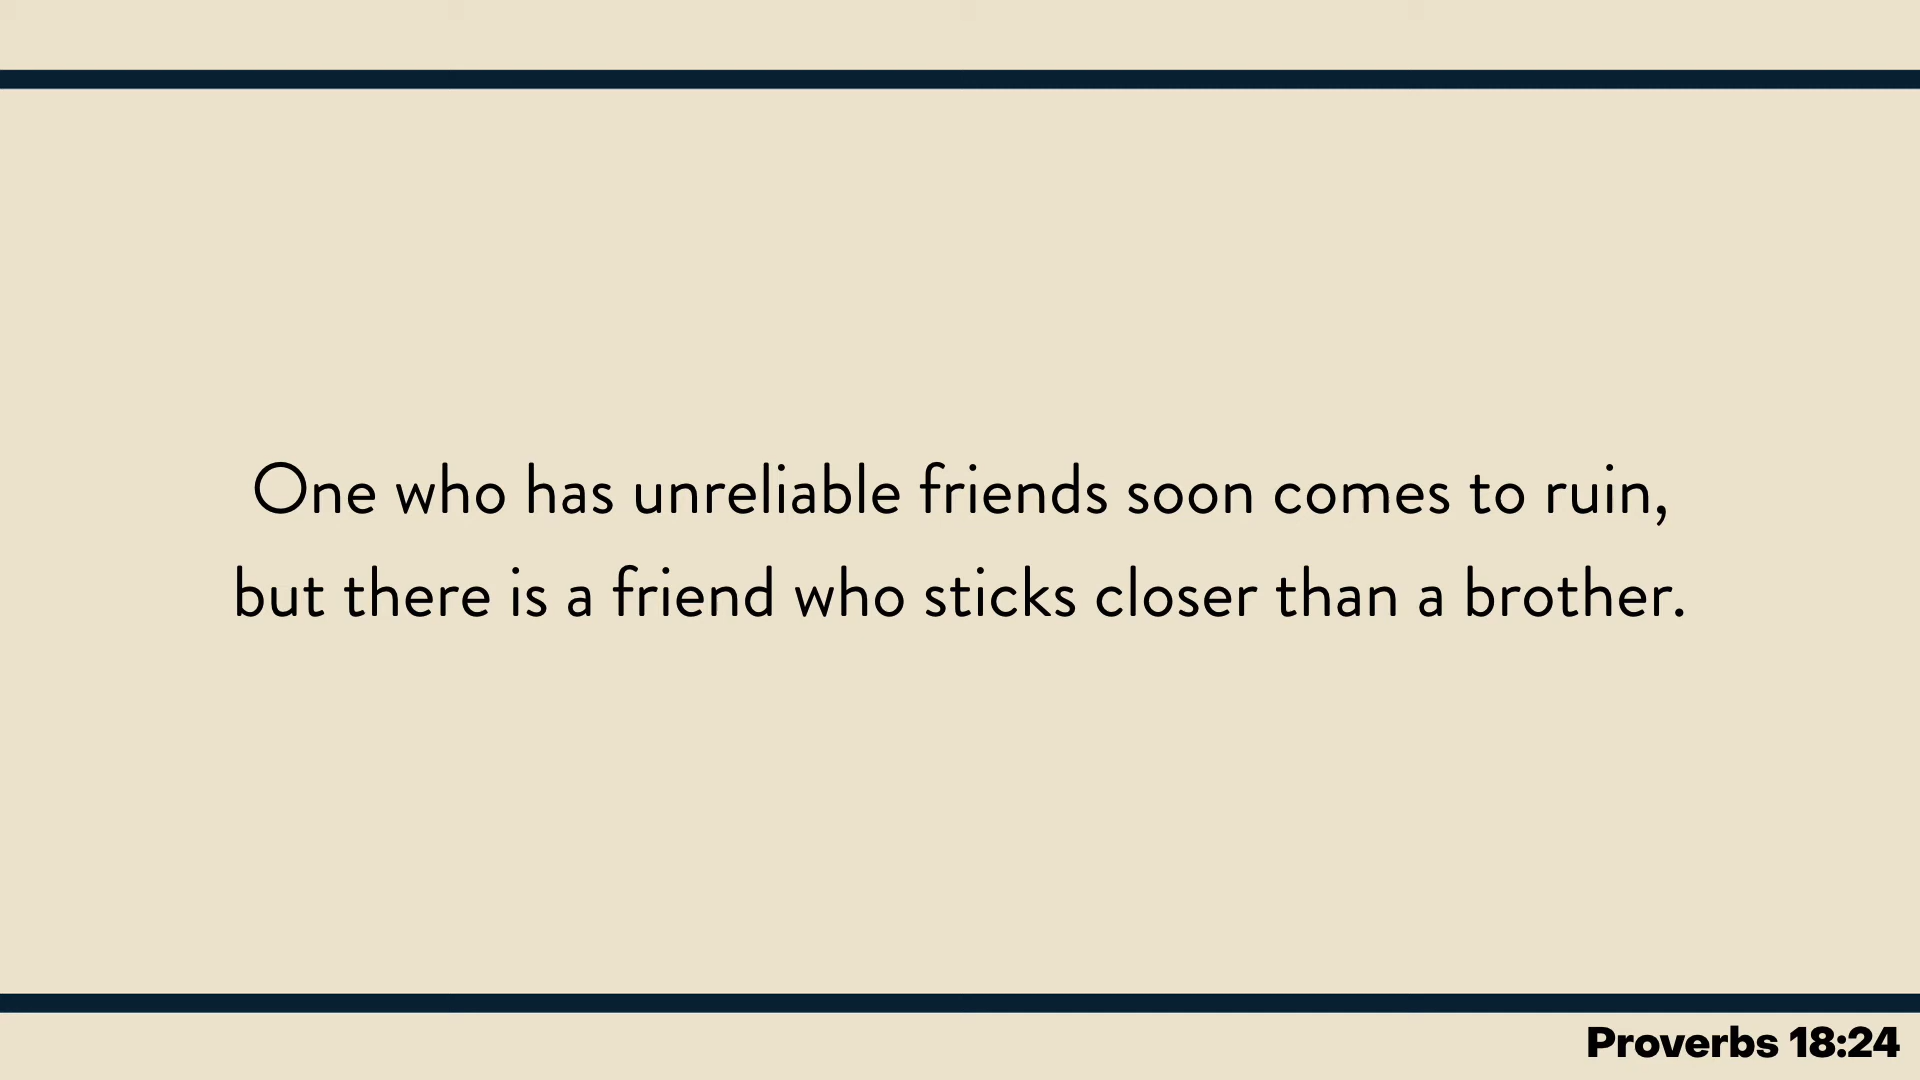 One who has unreliable friends soon comes to ruin,
but there is a friend who sticks closer than a brother.
Proverbs 18:24